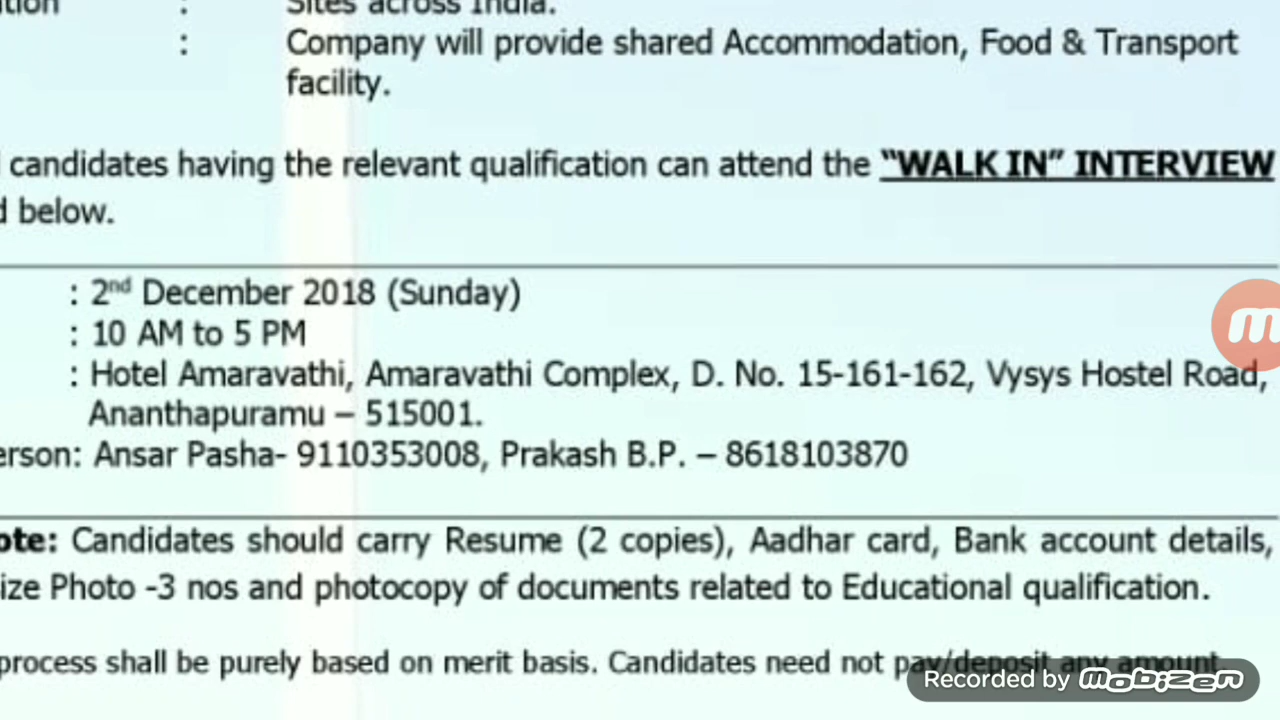 Sites across India.
: Company will provide shared Accommodation, Food & Transport
facility.
candidates having the relevant qualification can attend the “WALK IN” INTERVIEW
below.
: 2nd December 2018 (Sunday)
: 10 AM to 5 PM
: Hotel Amaravathi, Amaravathi Complex, D. No. 15-161-162, Vysys Hostel Road,
Ananthapuramu – 515001.
erson: Ansar Pasha- 9110353008, Prakash B.P. – 8618103870
ote: Candidates should carry Resume (2 copies), Aadhar card, Bank account details,
ize Photo -3 nos and photocopy of documents related to Educational qualification.
process shall be purely based on merit basis. Candidates need not pay/deposit any amount
Recorded by mobizen